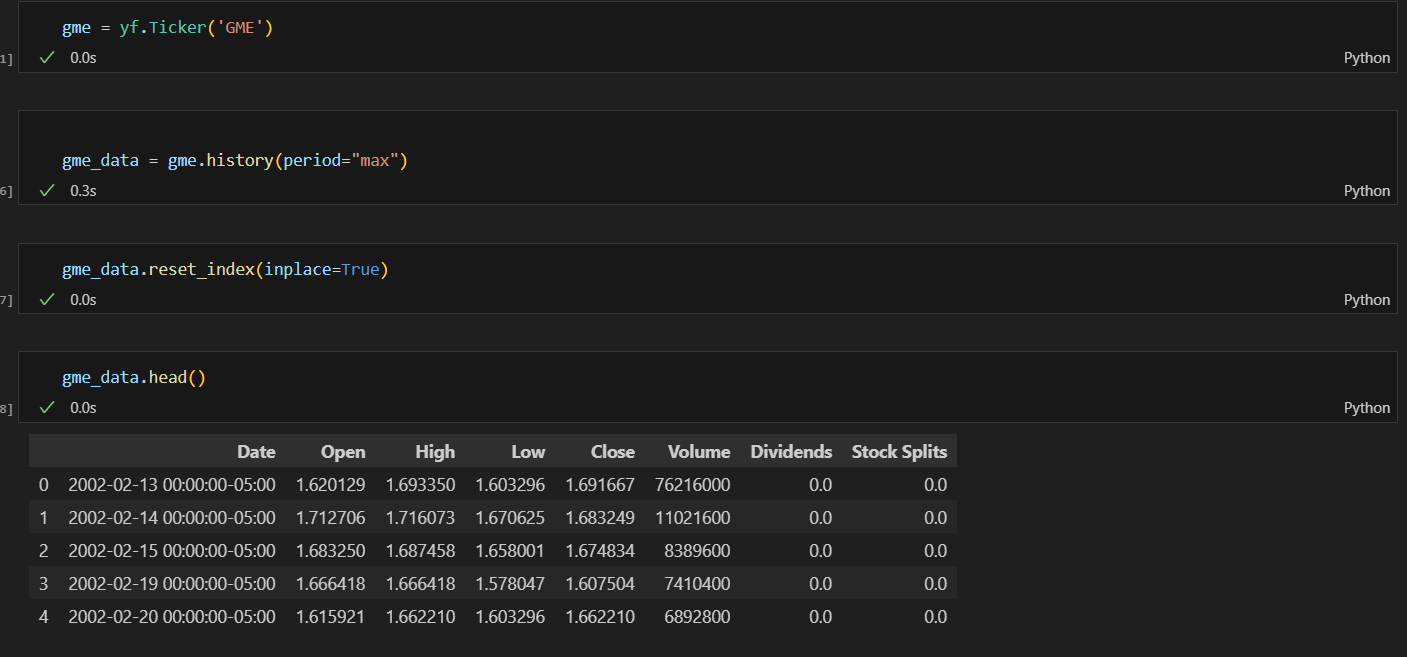 gme = yf.Ticker('GME')
1] ✓ 0.0s Python
gme_data = gme.history(period="max")
6] ✓ 0.3s Python
gme_data.reset_index(inplace=True)
7] ✓ 0.0s Python
gme_data.head()
8] ✓ 0.0s Python
Date Open High Low Close Volume Dividends Stock Splits
0 2002-02-13 00:00:00-05:00 1.620129 1.693350 1.603296 1.691667 76216000 0.0 0.0
1 2002-02-14 00:00:00-05:00 1.712706 1.716073 1.670625 1.683249 11021600 0.0 0.0
2 2002-02-15 00:00:00-05:00 1.683250 1.687458 1.658001 1.674834 8389600 0.0 0.0
3 2002-02-19 00:00:00-05:00 1.666418 1.666418 1.578047 1.607504 7410400 0.0 0.0
4 2002-02-20 00:00:00-05:00 1.615921 1.662210 1.603296 1.662210 6892800 0.0 0.0